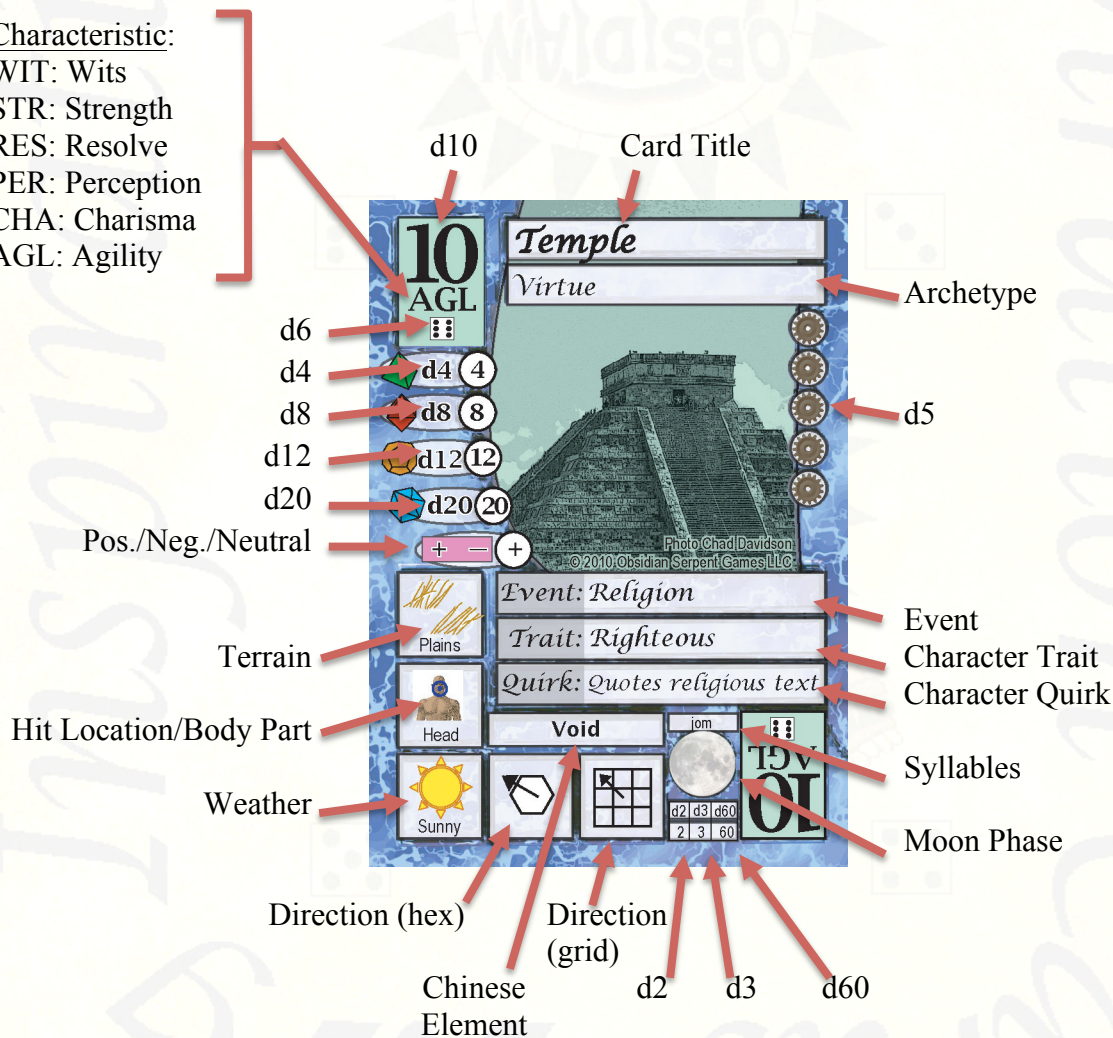 Characteristic:
WIT: Wits
STR: Strength
RES: Resolve
PER: Perception
CHA: Charisma
AGL: Agility
OBSIDIAN
d10
Card Title
10
AGL
Temple
Virtue
Archetype
d6
d4
d4 4
d8
d8 8
d5
d12
d12 12
d20
d20 20
Pos./Neg./Neutral
+ — +
Photo Chad Davidson
© 2010 Obsidian Serpent Games LLC
Event: Religion
Event
Plains
Trait: Righteous
Terrain
Character Trait
Quirk: Quotes religious text
Character Quirk
Head
Hit Location/Body Part
Void
jom
AGL
10
Syllables
Sunny
Weather
d2 d3 d60
2 3 60
Moon Phase
Direction (hex)
Direction
(grid)
Chinese
Element
d2
d3
d60